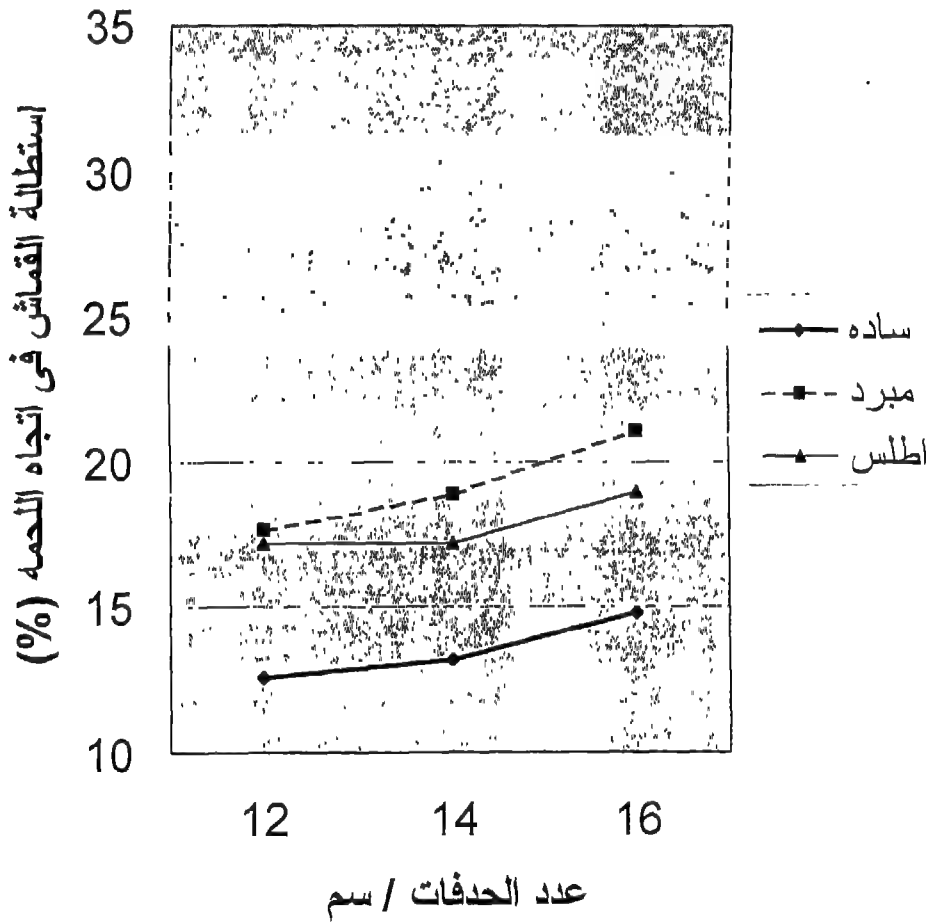 استطالة القماش فى اتجاه اللحمه (%)
35
30
25
20
15
10
12 14 16
عدد الحدفات / سم
ساده
مبرد
اطلس